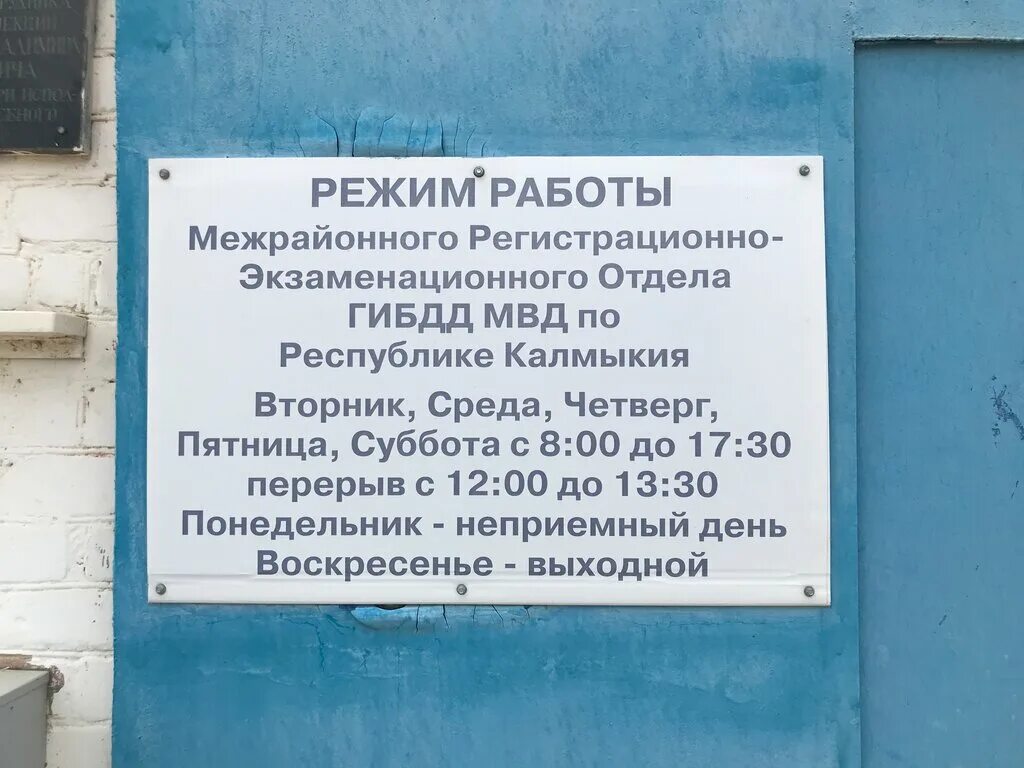 РЕЖИМ РАБОТЫ
Межрайонного Регистрационно-
Экзаменационного Отдела
ГИБДД МВД по
Республике Калмыкия
Вторник, Среда, Четверг,
Пятница, Суббота с 8:00 до 17:30
перерыв с 12:00 до 13:30
Понедельник - неприемный день
Воскресенье - выходной